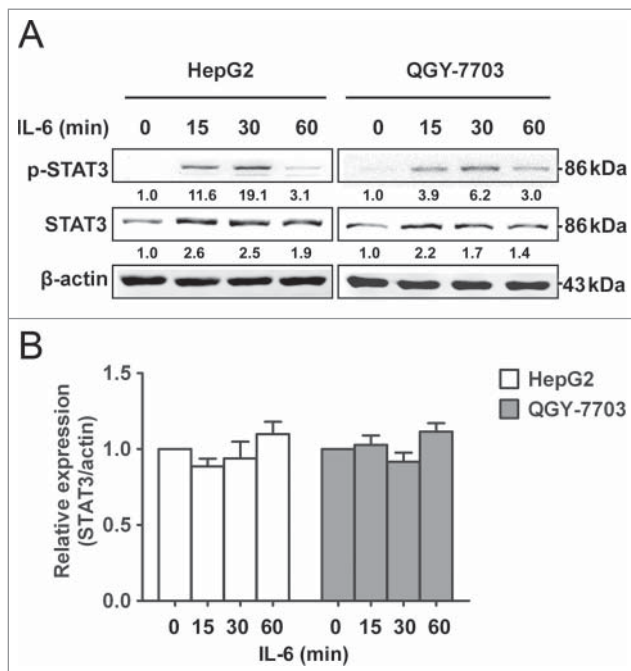 A
HepG2 QGY-7703
IL-6 (min) 0 15 30 60 0 15 30 60
p-STAT3 86kDa
1.0 11.6 19.1 3.1 1.0 3.9 6.2 3.0
STAT3 86kDa
1.0 2.6 2.5 1.9 1.0 2.2 1.7 1.4
β-actin 43kDa
B
1.5
1.0
0.5
0.0
Relative expression
(STAT3/actin)
HepG2
QGY-7703
0 15 30 60 0 15 30 60
IL-6 (min)